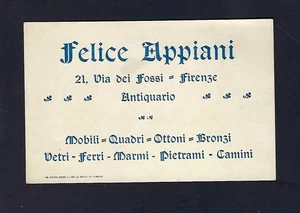 Felice Appiani
21, Via dei Fossi = Firenze
Antiquario
Mobili = Quadri = Ottoni = Bronzi
Vetri - Ferri - Marmi - Pietrami - Camini